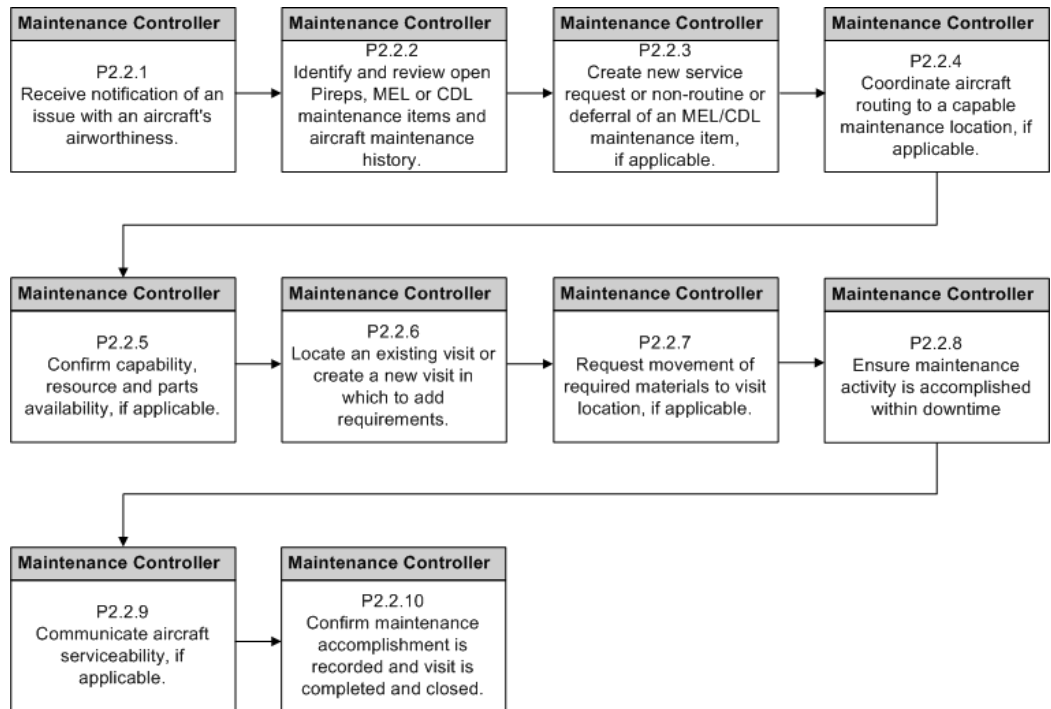 Maintenance Controller
P2.2.1
Receive notification of an
issue with an aircraft's
airworthiness.
Maintenance Controller
P2.2.2
Identify and review open
Pireps, MEL or CDL
maintenance items and
aircraft maintenance
history.
Maintenance Controller
P2.2.3
Create new service
request or non-routine or
deferral of an MEL/CDL
maintenance item,
if applicable.
Maintenance Controller
P2.2.4
Coordinate aircraft
routing to a capable
maintenance location, if
applicable.
Maintenance Controller
P2.2.5
Confirm capability,
resource and parts
availability, if applicable.
Maintenance Controller
P2.2.6
Locate an existing visit or
create a new visit in
which to add
requirements.
Maintenance Controller
P2.2.7
Request movement of
required materials to visit
location, if applicable.
Maintenance Controller
P2.2.8
Ensure maintenance
activity is accomplished
within downtime
Maintenance Controller
P2.2.9
Communicate aircraft
serviceability, if
applicable.
Maintenance Controller
P2.2.10
Confirm maintenance
accomplishment is
recorded and visit is
completed and closed.